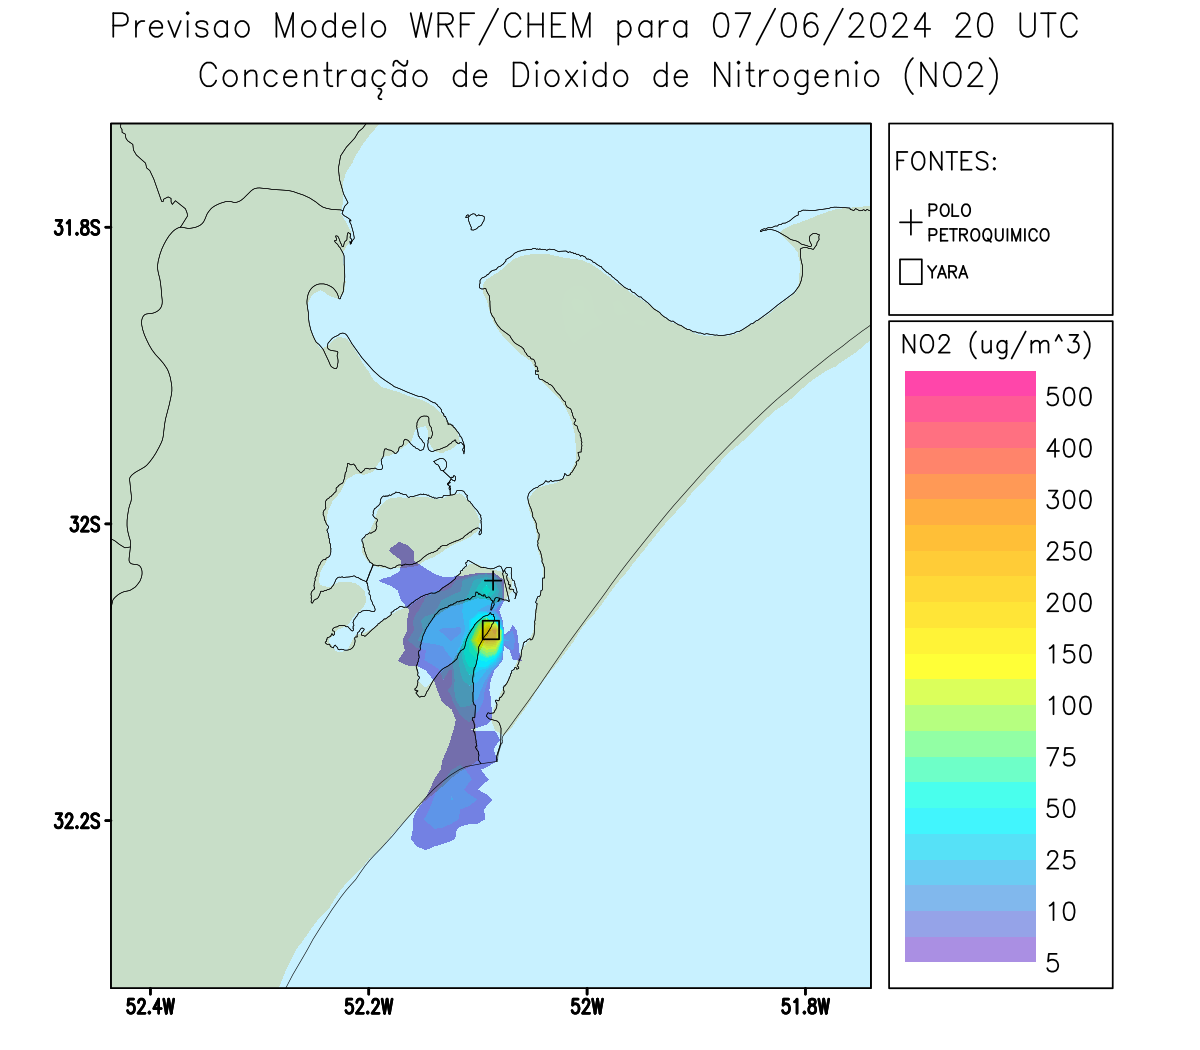 Previsao Modelo WRF/CHEM para 07/06/2024 20 UTC
Concentração de Dioxido de Nitrogenio (NO2)
FONTES:
POLO
PETROQUIMICO
YARA
NO2 (ug/m^3)
500
400
300
250
200
150
100
75
50
25
10
5
31.8S
32S
32.2S
52.4W
52.2W
52W
51.8W